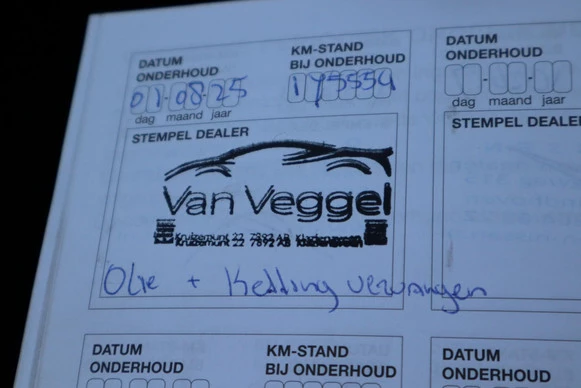 DATUM ONDERHOUD
KM-STAND BIJ ONDERHOUD
DATUM ONDERHOUD
01-08-25
175554
dag maand jaar
dag maand jaar
STEMPEL DEALER
STEMPEL DEALER
Van Veggel
Kruizemunt 22 7892 AB
Olie + Ketting vervangen
DATUM ONDERHOUD
KM-STAND BIJ ONDERHOUD
DATUM ONDERHOUD